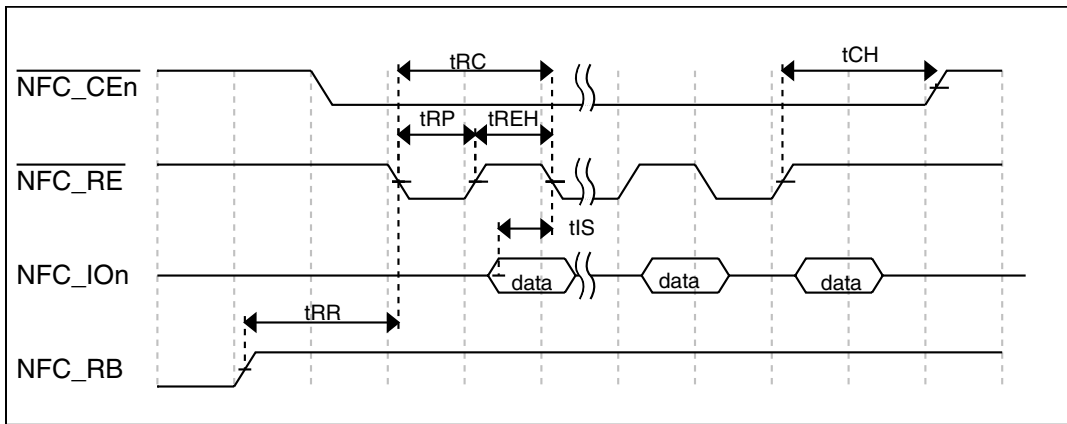 tRC
tCH
NFC_CEn
tRP
tREH
NFC_RE
tIS
NFC_IOn
data
data
data
tRR
NFC_RB